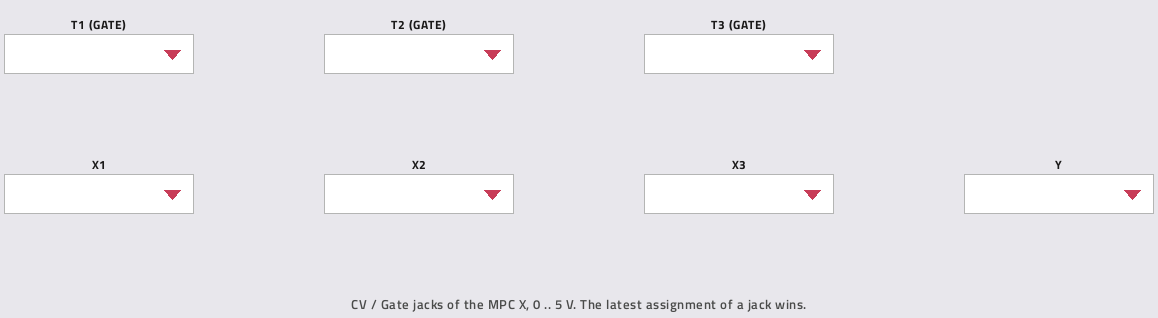 T1 (GATE)
T2 (GATE)
T3 (GATE)
X1
X2
X3
Y
CV / Gate jacks of the MPC X, 0 .. 5 V. The latest assignment of a jack wins.